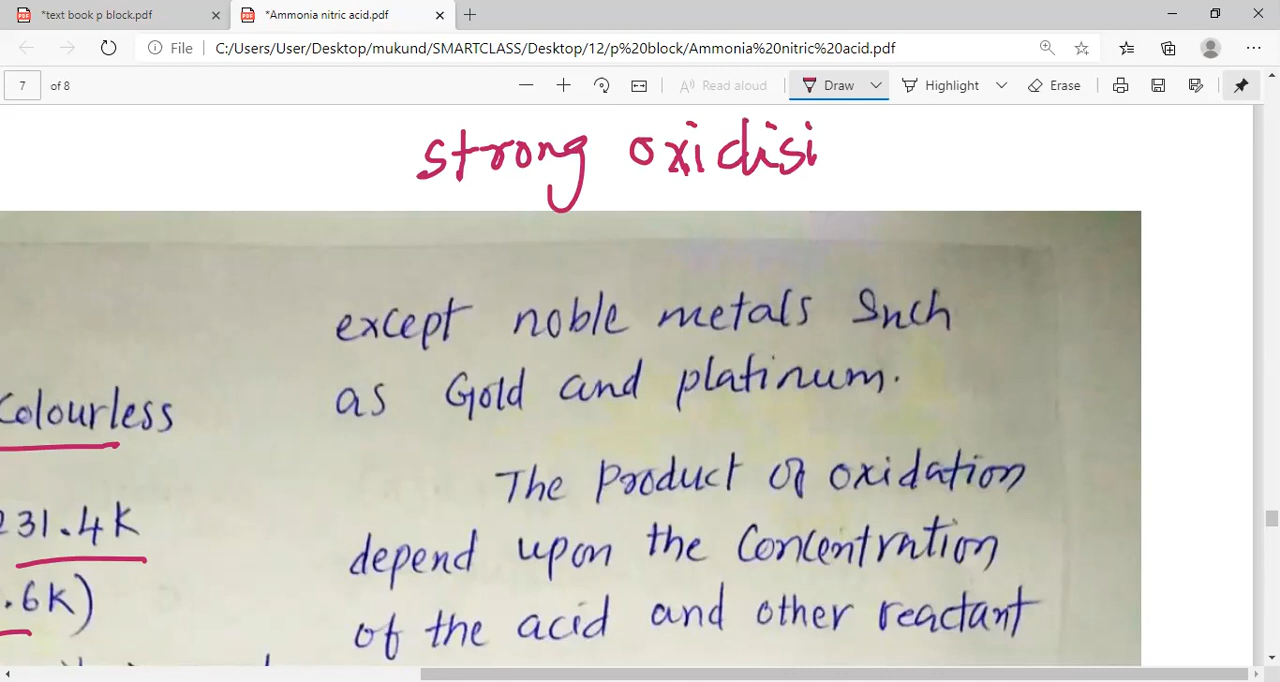 *text book p block.pdf
*Ammonia nitric acid.pdf
File
C:/Users/User/Desktop/mukund/SMARTCLASS/Desktop/12/p%20block/Ammonia%20nitric%20acid.pdf
7 of 8
Read aloud
Draw
Highlight
Erase
strong oxidisi
except noble metals Such
as Gold and platinum.
Colourless
The Product of oxidation
231.4K
depend upon the Concentration
.6K)
of the acid and other reactant